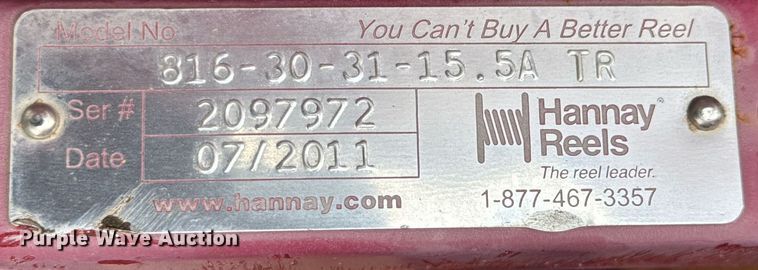 Model No You Can't Buy A Better Reel
816-30-31-15.5A TR
Ser # 2097972
Date 07/2011
Hannay®
Reels
The reel leader.
www.hannay.com 1-877-467-3357
Purple Wave Auction